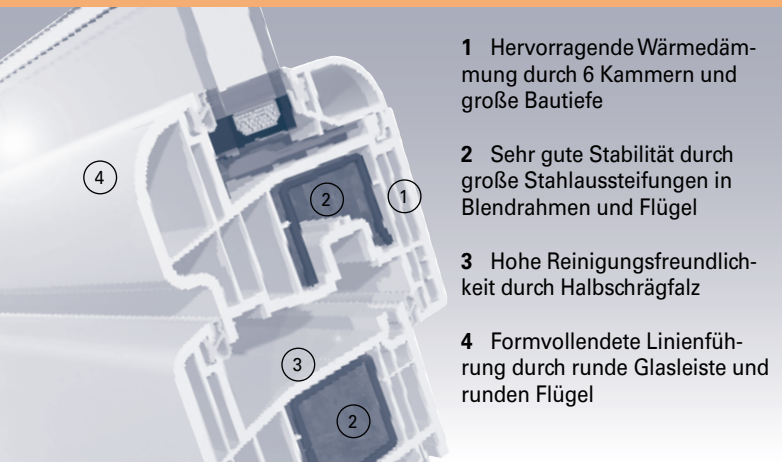 1 Hervorragende Wärmedäm-
mung durch 6 Kammern und
große Bautiefe
2 Sehr gute Stabilität durch
große Stahlaussteifungen in
Blendrahmen und Flügel
3 Hohe Reinigungsfreundlich-
keit durch Halbschrägfalz
4 Formvollendete Linienfüh-
rung durch runde Glasleiste und
runden Flügel
4
2
1
3
2